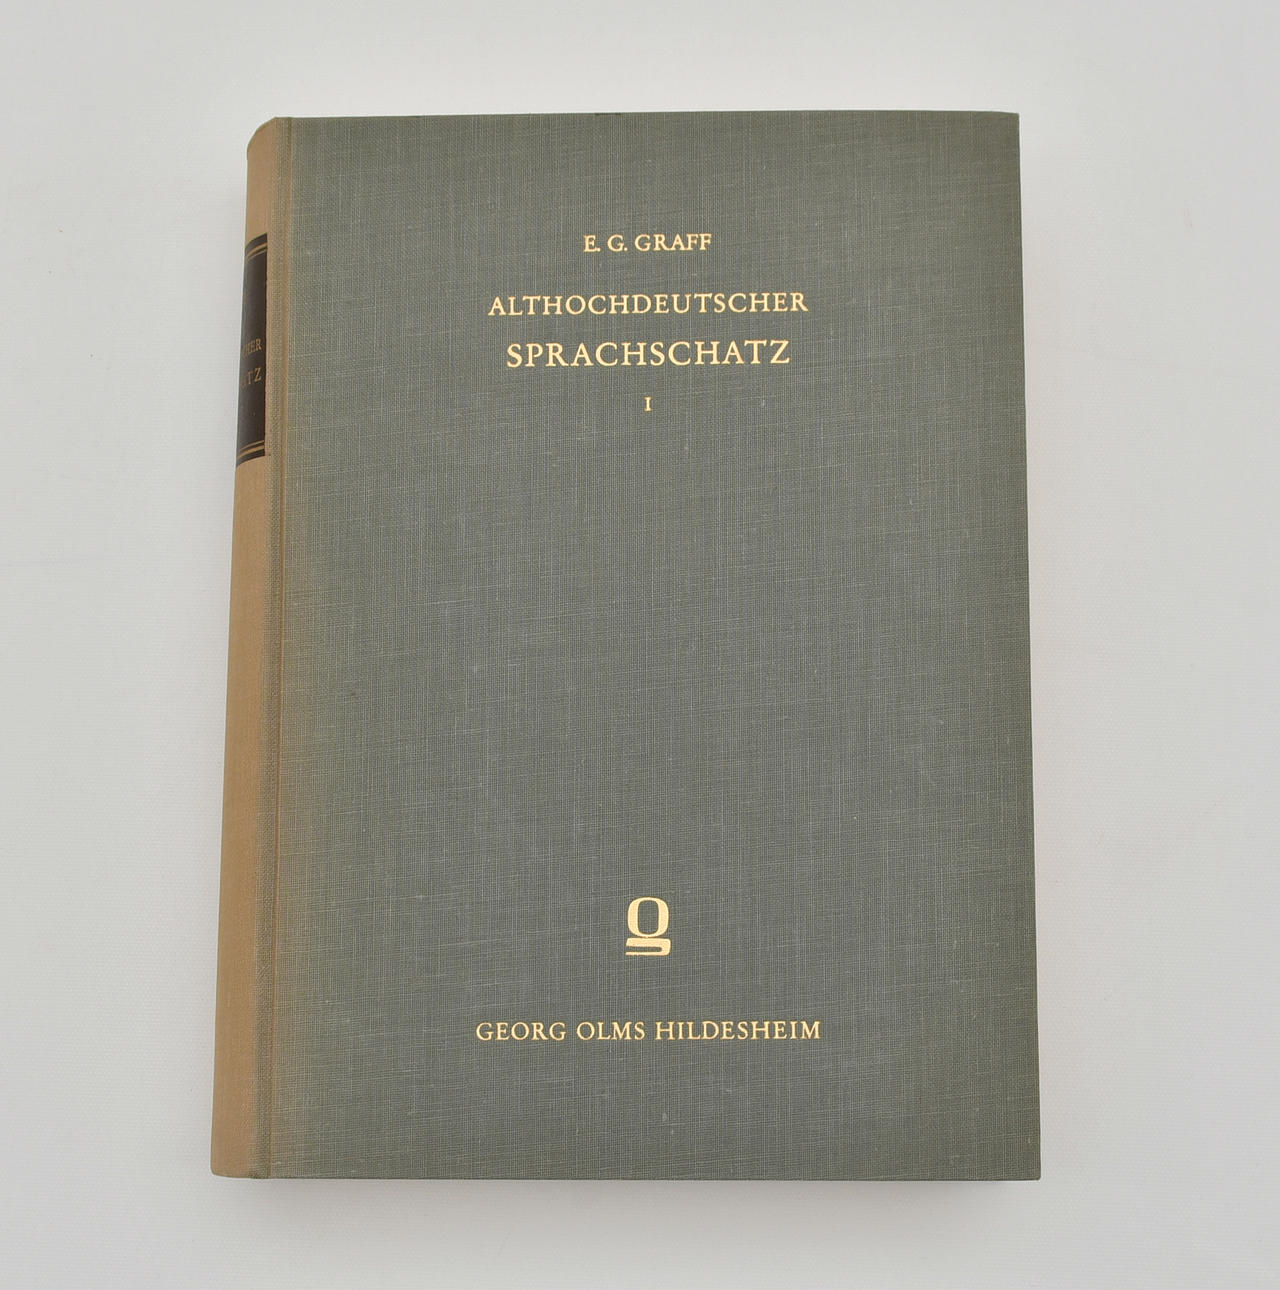 E. G. GRAFF
ALTHOCHDEUTSCHER
SPRACHSCHATZ
I
GEORG OLMS HILDESHEIM